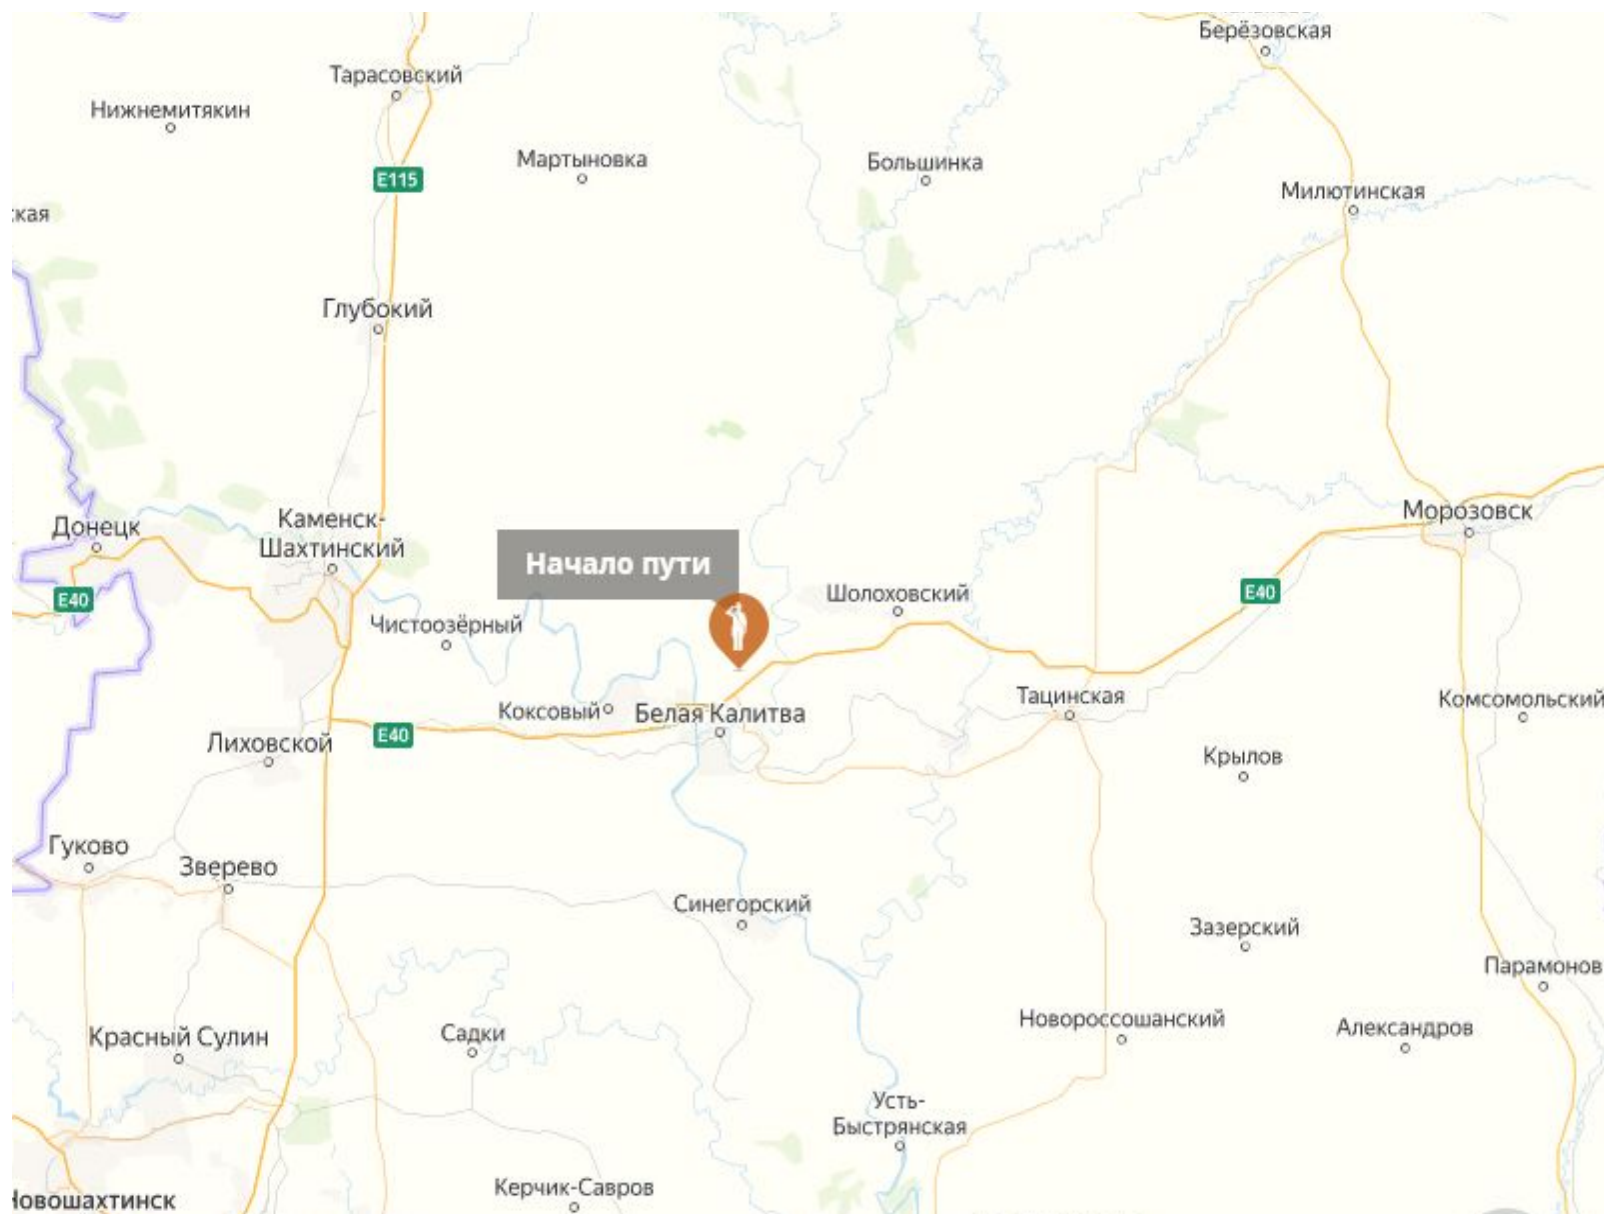 Берёзовская
Тарасовский
Нижнемитякин
Мартыновка
Большинка
E115
Милютинская
ская
Глубокий
Морозовск
Каменск-
Шахтинский
Донецк
Начало пути
E40
Шолоховский
E40
Чистоозёрный
Тацинская
Комсомольский
Коксовый
Белая Калитва
E40
Лиховской
Крылов
Гуково
Зверево
Синегорский
Зазерский
Парамонов
Новороссошанский
Александров
Красный Сулин
Садки
Усть-
Быстрянская
Керчик-Савров
Новошахтинск